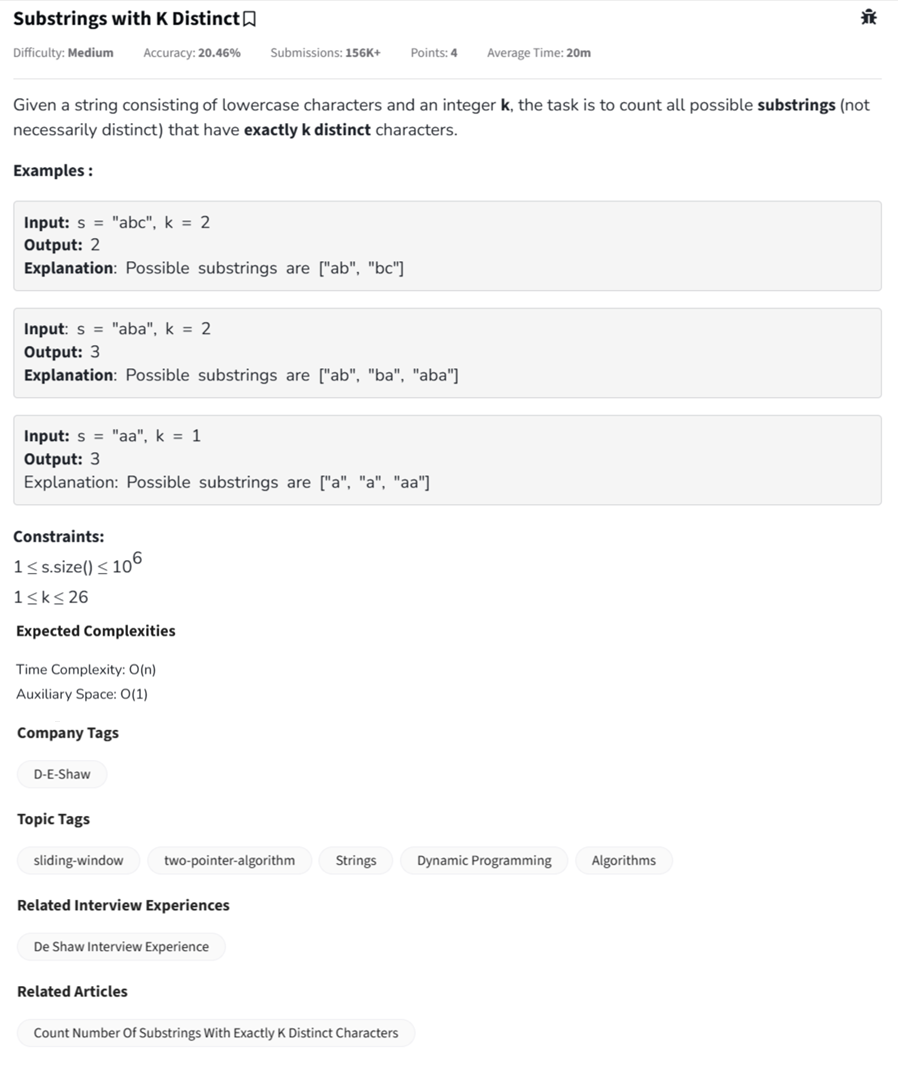 Substrings with K Distinct
Difficulty: Medium Accuracy: 20.46% Submissions: 156K+ Points: 4 Average Time: 20m
Given a string consisting of lowercase characters and an integer k, the task is to count all possible substrings (not
necessarily distinct) that have exactly k distinct characters.
Examples :
Input: s = "abc", k = 2
Output: 2
Explanation: Possible substrings are ["ab", "bc"]
Input: s = "aba", k = 2
Output: 3
Explanation: Possible substrings are ["ab", "ba", "aba"]
Input: s = "aa", k = 1
Output: 3
Explanation: Possible substrings are ["a", "a", "aa"]
Constraints:
1 ≤ s.size() ≤ 10⁶
1 ≤ k ≤ 26
Expected Complexities
Time Complexity: O(n)
Auxiliary Space: O(1)
Company Tags
D-E-Shaw
Topic Tags
sliding-window two-pointer-algorithm Strings Dynamic Programming Algorithms
Related Interview Experiences
De Shaw Interview Experience
Related Articles
Count Number Of Substrings With Exactly K Distinct Characters